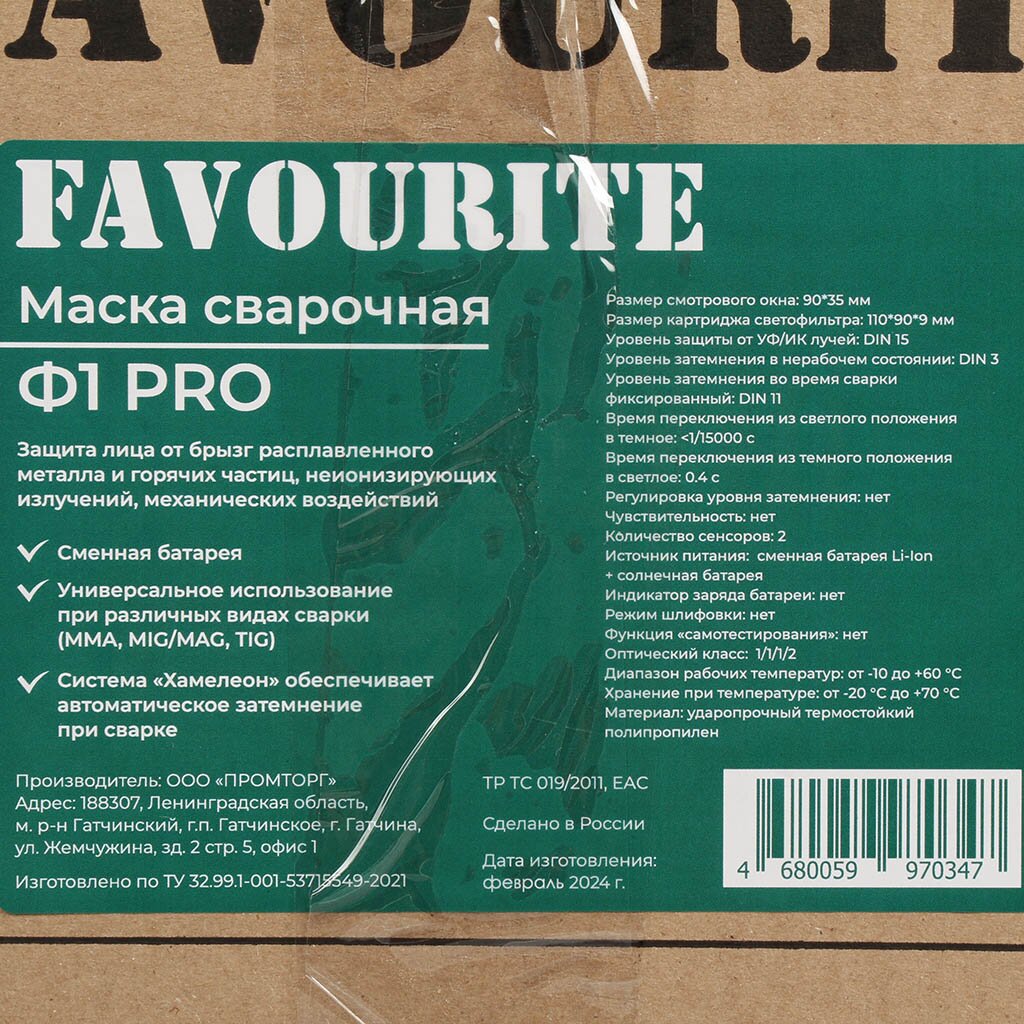 AVOURIT
FAVOURITE
Маска сварочная
Ф1 PRO
Защита лица от брызг расплавленного
металла и горячих частиц, неионизирующих
излучений, механических воздействий
Сменная батарея
Универсальное использование
при различных видах сварки
(MMA, MIG/MAG, TIG)
Система «Хамелеон» обеспечивает
автоматическое затемнение
при сварке
Размер смотрового окна: 90*35 мм
Размер картриджа светофильтра: 110*90*9 мм
Уровень защиты от УФ/ИК лучей: DIN 15
Уровень затемнения в нерабочем состоянии: DIN 3
Уровень затемнения во время сварки
фиксированный: DIN 11
Время переключения из светлого положения
в темное: <1/15000 с
Время переключения из темного положения
в светлое: 0.4 с
Регулировка уровня затемнения: нет
Чувствительность: нет
Количество сенсоров: 2
Источник питания: сменная батарея Li-Ion
+ солнечная батарея
Индикатор заряда батареи: нет
Режим шлифовки: нет
Функция «самотестирования»: нет
Оптический класс: 1/1/1/2
Диапазон рабочих температур: от -10 до +60 °C
Хранение при температуре: от -20 °C до +70 °C
Материал: ударопрочный термостойкий
полипропилен
Производитель: ООО «ПРОМТОРГ»
Адрес: 188307, Ленинградская область,
м. р-н Гатчинский, г.п. Гатчинское, г. Гатчина,
ул. Жемчужина, зд. 2 стр. 5, офис 1
Изготовлено по ТУ 32.99.1-001-53715549-2021
ТР ТС 019/2011, ЕАС
Сделано в России
Дата изготовления:
февраль 2024 г.
4 680059 970347